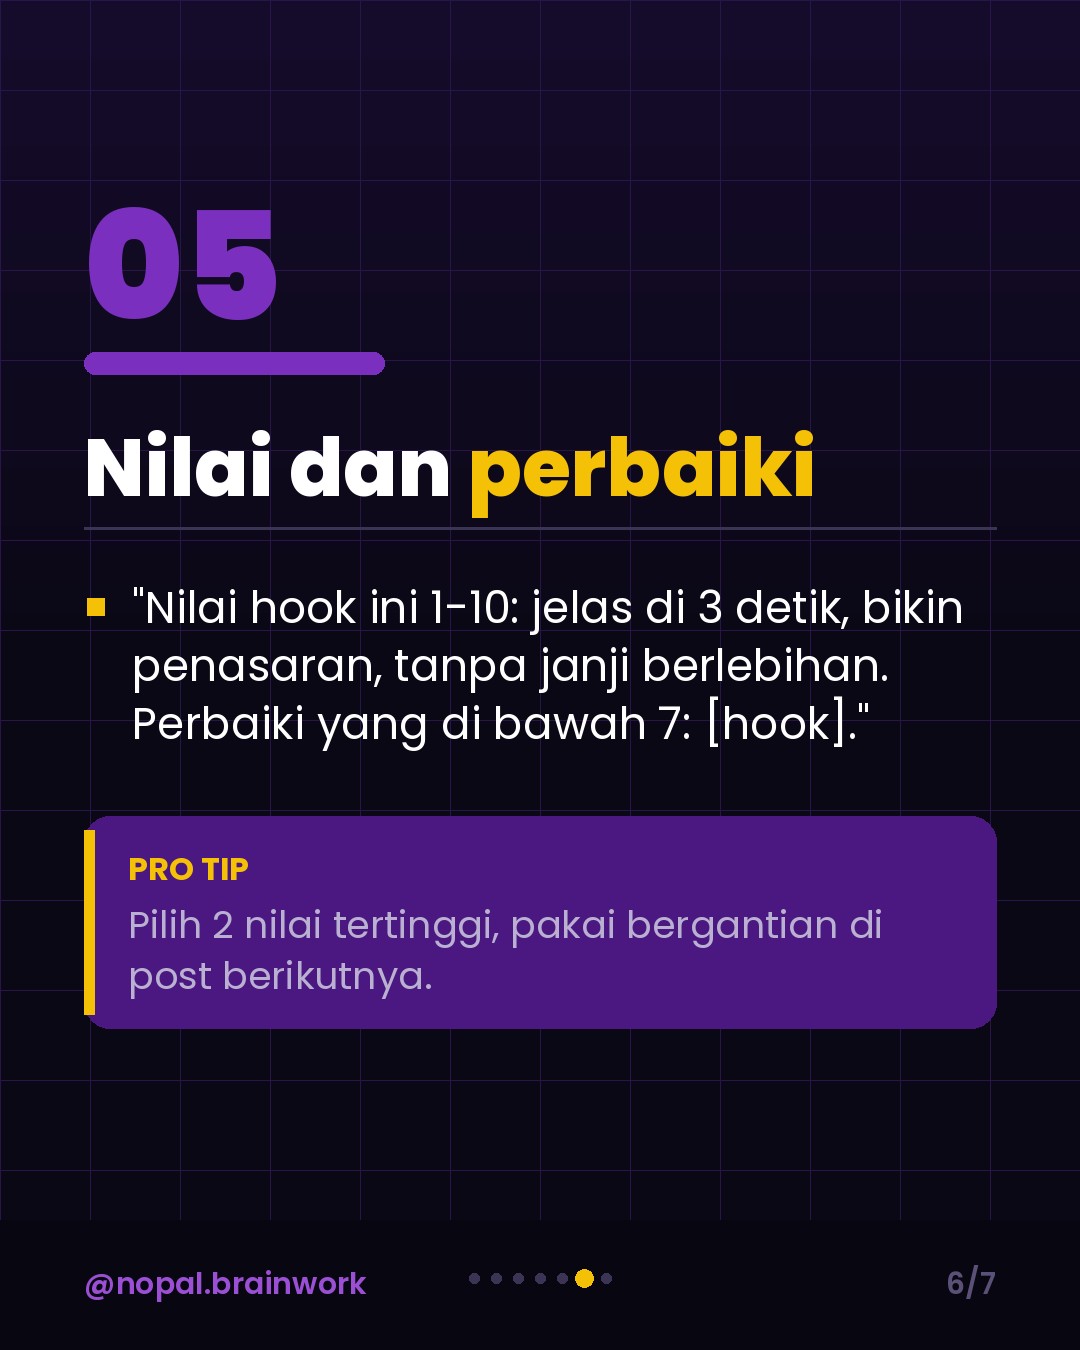 05
Nilai dan perbaiki
"Nilai hook ini 1-10: jelas di 3 detik, bikin
penasaran, tanpa janji berlebihan.
Perbaiki yang di bawah 7: [hook]."
PRO TIP
Pilih 2 nilai tertinggi, pakai bergantian di
post berikutnya.
@nopal.brainwork
6/7